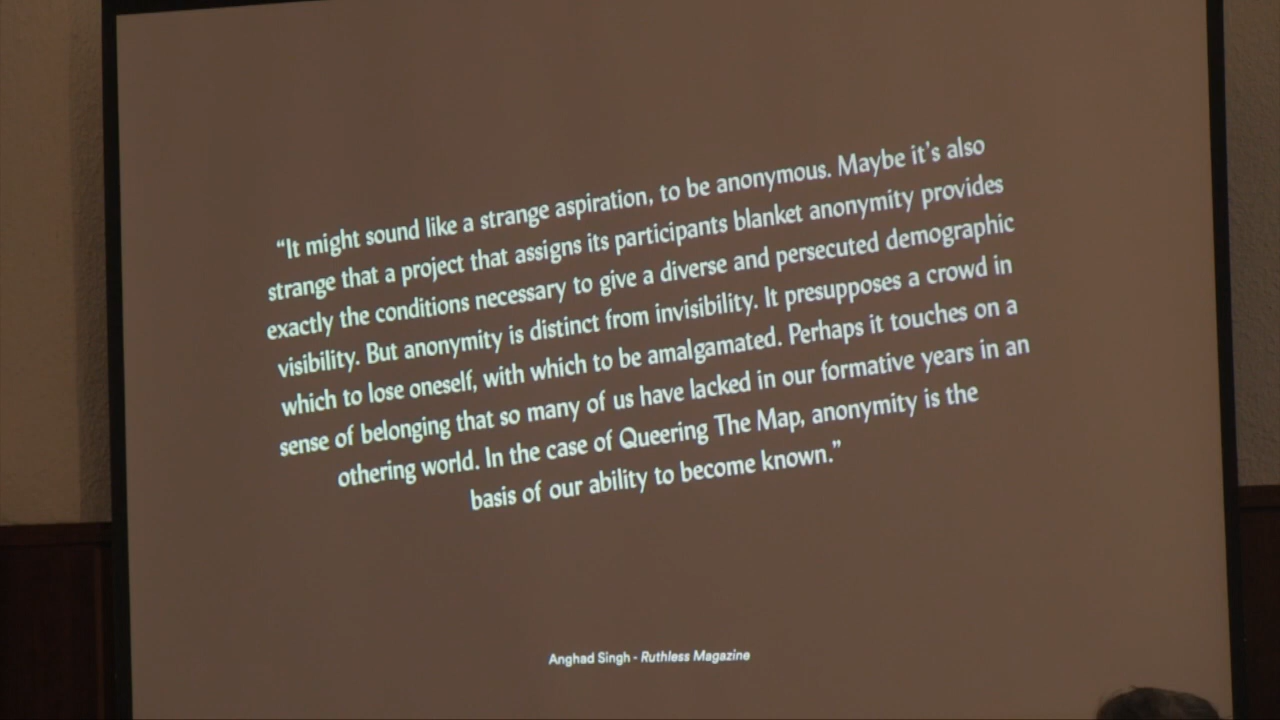 “It might sound like a strange aspiration, to be anonymous. Maybe it's also
strange that a project that assigns its participants blanket anonymity provides
exactly the conditions necessary to give a diverse and persecuted demographic
visibility. But anonymity is distinct from invisibility. It presupposes a crowd in
which to lose oneself, with which to be amalgamated. Perhaps it touches on a
sense of belonging that so many of us have lacked in our formative years in an
othering world. In the case of Queering The Map, anonymity is the
basis of our ability to become known.”
Anghad Singh - Ruthless Magazine